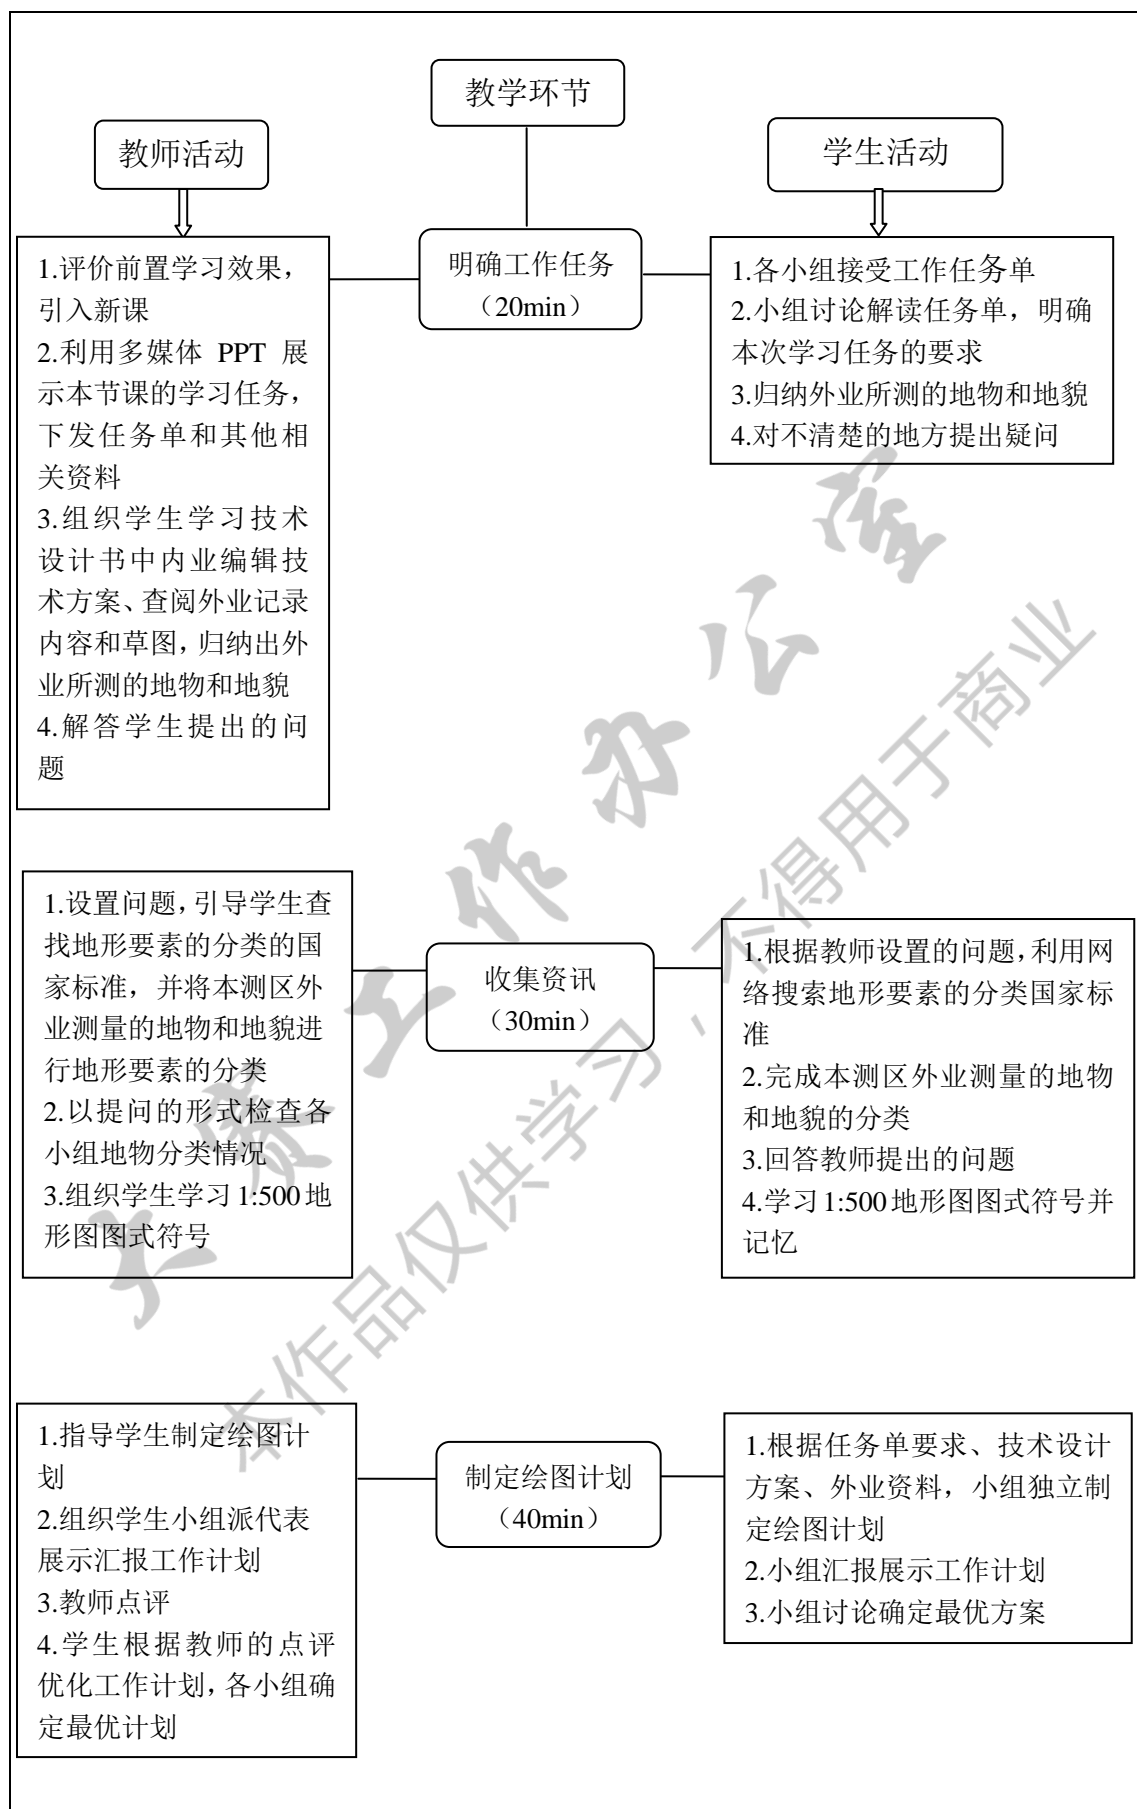 教学环节
教师活动
学生活动
1.评价前置学习效果，
引入新课
2.利用多媒体 PPT 展
示本节课的学习任务，
下发任务单和其他相
关资料
3.组织学生学习技术
设计书中内业编辑技
术方案、查阅外业记录
内容和草图，归纳出外
业所测的地物和地貌
4.解答学生提出的问
题
明确工作任务
（20min）
1.各小组接受工作任务单
2.小组讨论解读任务单，明确
本次学习任务的要求
3.归纳外业所测的地物和地貌
4.对不清楚的地方提出疑问
1.设置问题，引导学生查
找地形要素的分类的国
家标准，并将本测区外
业测量的地物和地貌进
行地形要素的分类
2.以提问的形式检查各
小组地物分类情况
3.组织学生学习 1:500 地
形图图式符号
收集资讯
（30min）
1.根据教师设置的问题，利用网
络搜索地形要素的分类国家标
准
2.完成本测区外业测量的地物
和地貌的分类
3.回答教师提出的问题
4.学习 1:500 地形图图式符号并
记忆
1.指导学生制定绘图计
划
2.组织学生小组派代表
展示汇报工作计划
3.教师点评
4.学生根据教师的点评
优化工作计划，各小组确
定最优计划
制定绘图计划
（40min）
1.根据任务单要求、技术设计
方案、外业资料，小组独立制
定绘图计划
2.小组汇报展示工作计划
3.小组讨论确定最优方案
大赛工作办公室
本作品仅供学习，不得用于商业